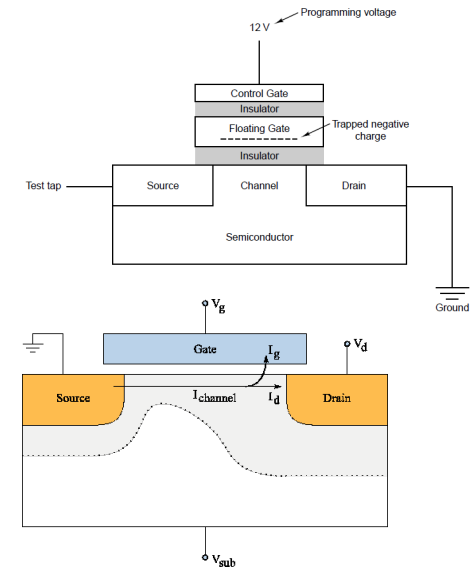 Programming voltage
12 V
Control Gate
Insulator
Floating Gate
Trapped negative
charge
Insulator
Test tap
Source
Channel
Drain
Semiconductor
Ground
Vg
Gate
Ig
Vd
Source
Ichannel
Id
Drain
Vsub